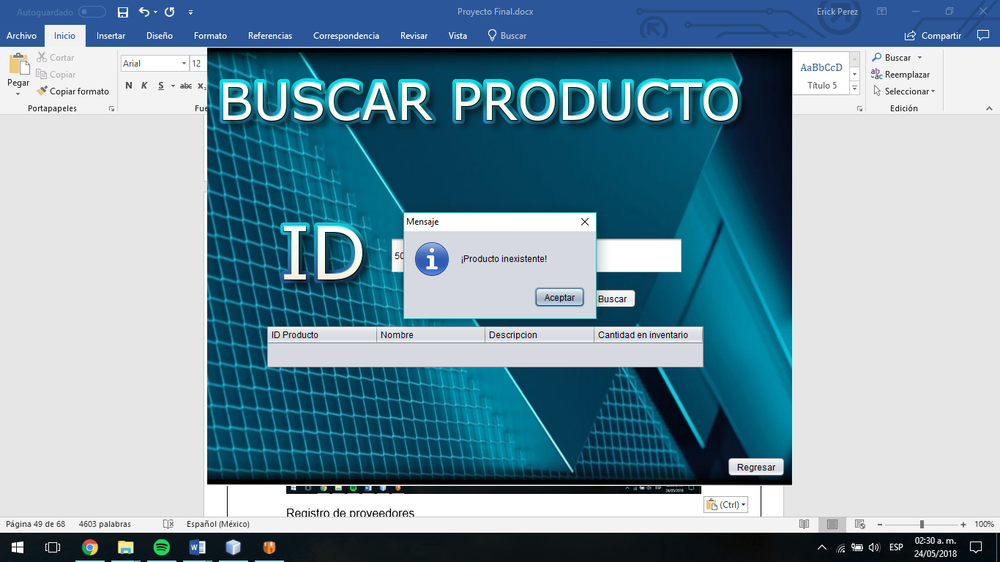 Autoguardado
Proyecto Final.docx
Erick Perez
Archivo Inicio Insertar Diseño Formato Referencias Correspondencia Revisar Vista Buscar Compartir
Pegar
Cortar
Copiar
Copiar formato
Portapapeles
Arial 12
N K S abc
AaBbCcD
Título 5
Buscar
Reemplazar
Seleccionar
Edición
BUSCAR PRODUCTO
ID
50
Mensaje
¡Producto inexistente!
Aceptar
Buscar
ID Producto Nombre Descripcion Cantidad en inventario
Regresar
24/05/2018
(Ctrl)
Registro de proveedores
Página 49 de 68 4603 palabras Español (México) 100%
ESP
02:30 a. m.
24/05/2018